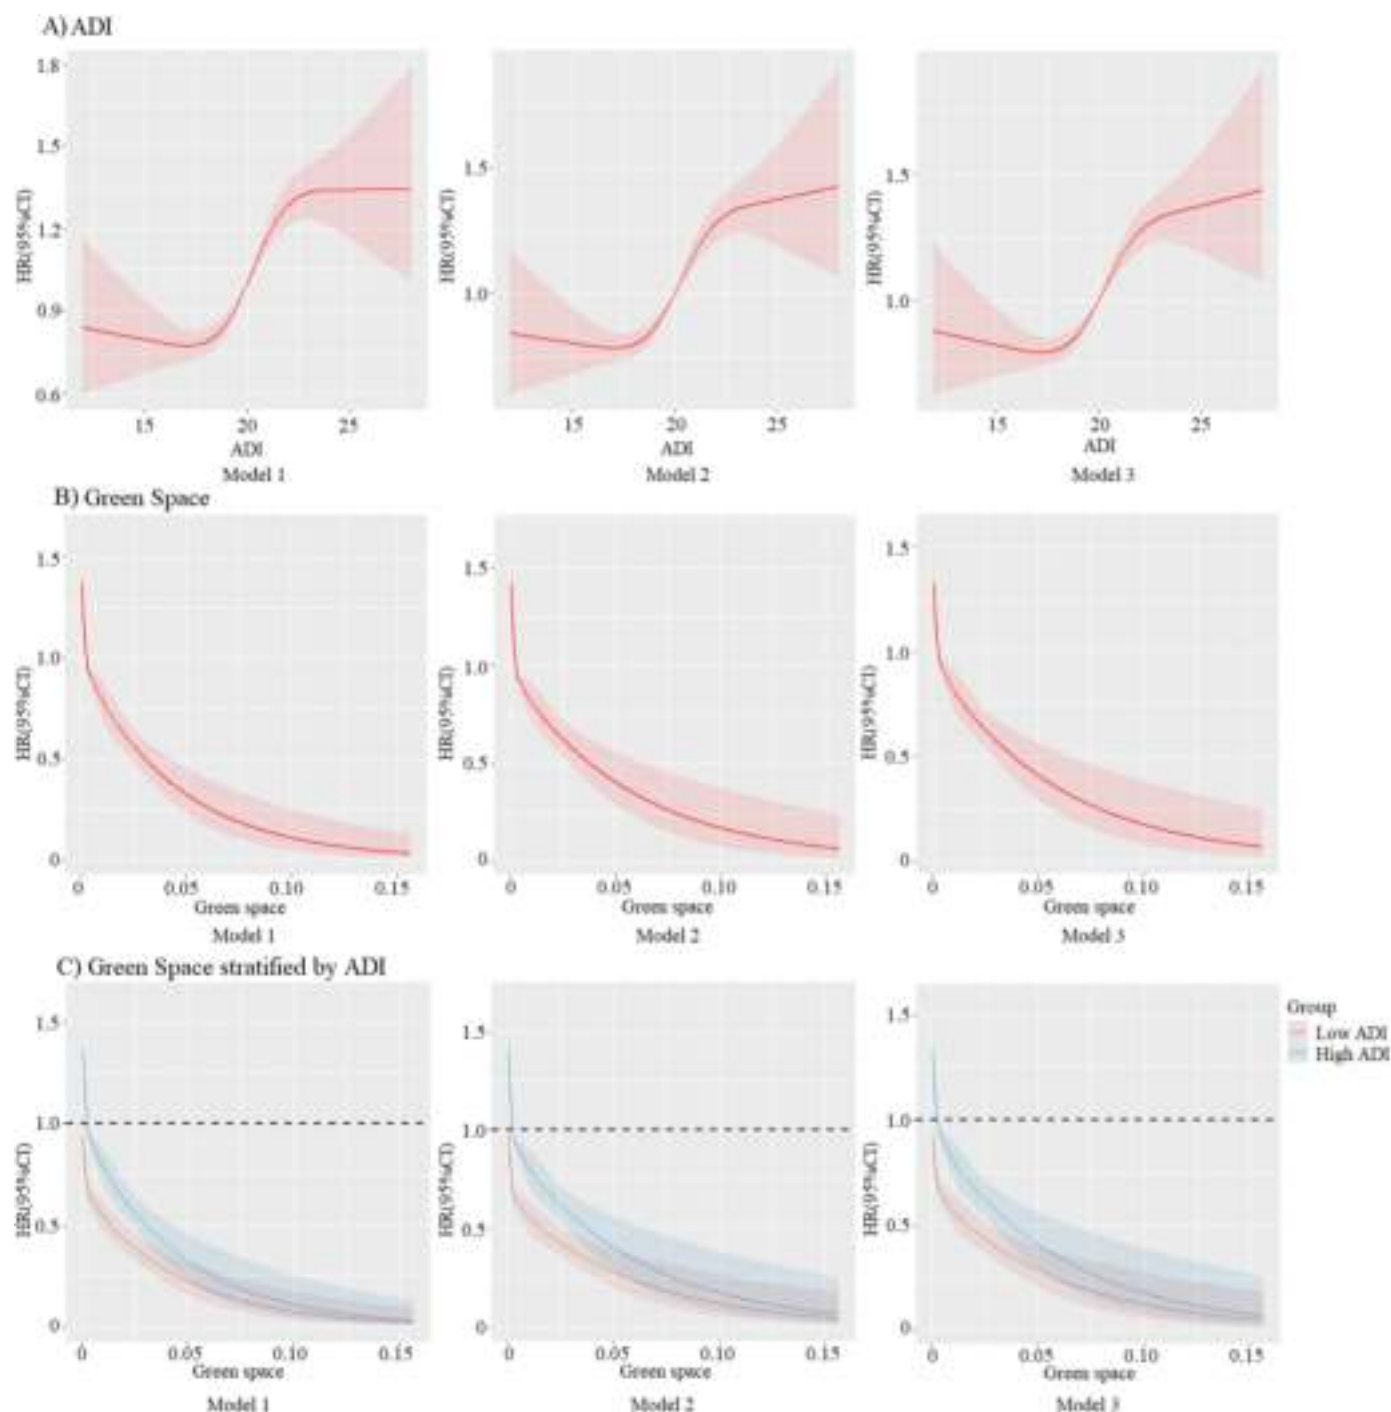 A) ADI
1.8
1.5
1.2
0.9
0.6
HR(95%CI)
15 20 25
ADI
Model 1
1.5
1.0
HR(95%CI)
15 20 25
ADI
Model 2
1.5
1.0
HR(95%CI)
15 20 25
ADI
Model 3
B) Green Space
1.5
1.0
0.5
0
HR(95%CI)
0 0.05 0.10 0.15
Green space
Model 1
1.5
1.0
0.5
0
HR(95%CI)
0 0.05 0.10 0.15
Green space
Model 2
1.5
1.0
0.5
0
HR(95%CI)
0 0.05 0.10 0.15
Green space
Model 3
C) Green Space stratified by ADI
1.5
1.0
0.5
0
HR(95%CI)
0 0.05 0.10 0.15
Green space
Model 1
1.5
1.0
0.5
0
HR(95%CI)
0 0.05 0.10 0.15
Green space
Model 2
1.5
1.0
0.5
0
HR(95%CI)
0 0.05 0.10 0.15
Green space
Model 3
Group
Low ADI
High ADI